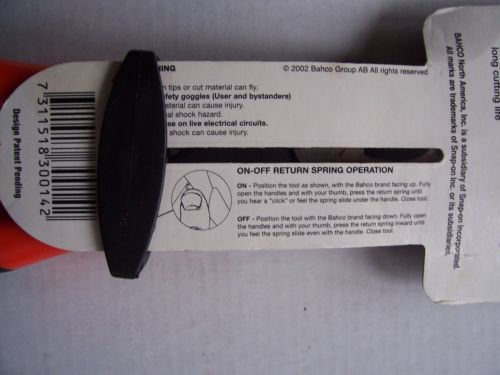 NING
© 2002 Bahco Group AB All rights reserved
n tips or cut material can fly.
fety goggles (User and bystanders)
aterial can cause injury.
al shock hazard.
se on live electrical circuits.
shock can cause injury.
ON-OFF RETURN SPRING OPERATION
ON - Position the tool as shown, with the Bahco brand facing up. Fully
open the handles and with your thumb, press the return spring until
you hear a "click" or feel the spring slide under the handle. Close tool.
OFF - Position the tool with the Bahco brand facing down. Fully open
the handles and with your thumb, press the return spring inward until
you feel the spring slide even with the handle. Close tool.
7 311518 300142
Design Patent Pending
long cutting life
BAHCO North America, Inc. is a subsidiary of Snap-on Incorporated.
All marks are trademarks of Snap-on Inc. or its subsidiaries.